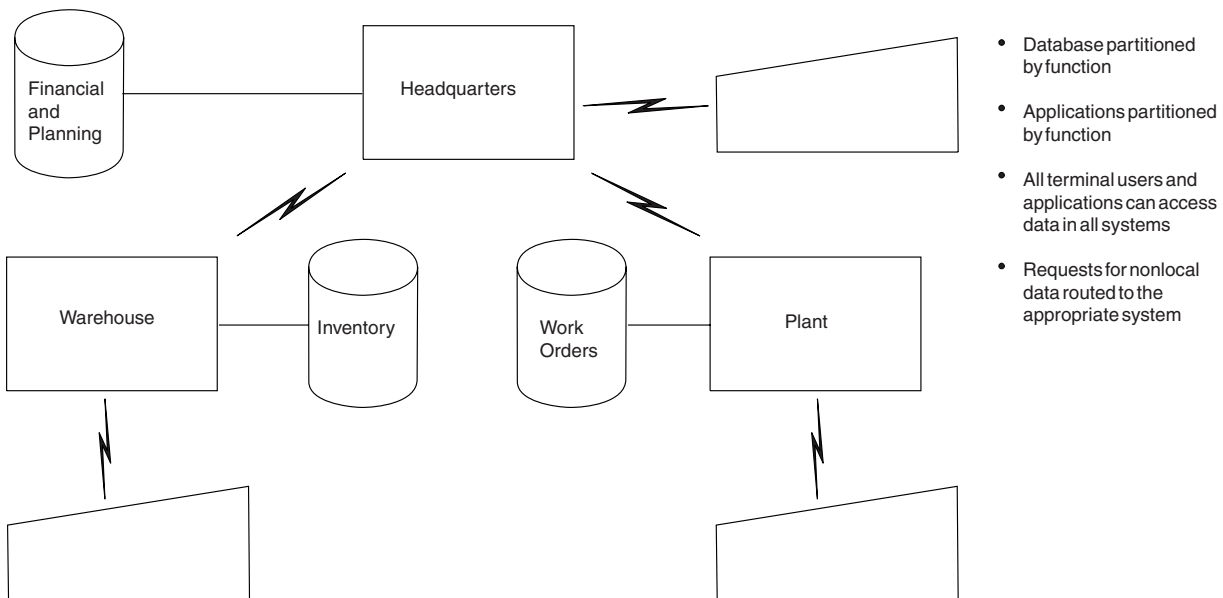 Financial
and
Planning
Headquarters
Warehouse
Inventory
Work
Orders
Plant
• Database partitioned
by function
• Applications partitioned
by function
• All terminal users and
applications can access
data in all systems
• Requests for nonlocal
data routed to the
appropriate system